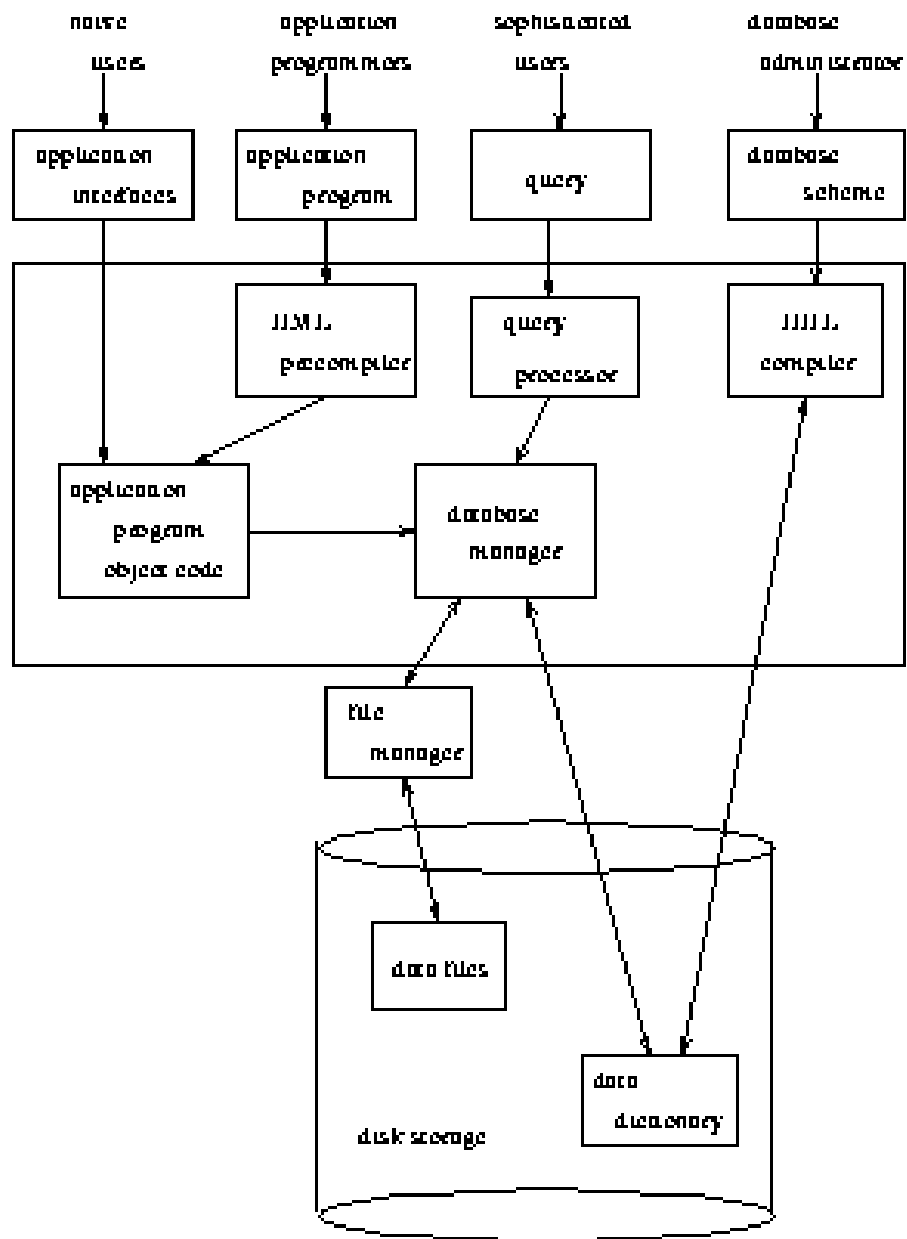 naive
users
application
programmers
sophisticated
users
database
administrator
application
interfaces
application
program
query
database
scheme
DML
precompiler
query
processor
DDL
compiler
application
program
object code
database
manager
file
manager
data files
data
dictionary
disk storage